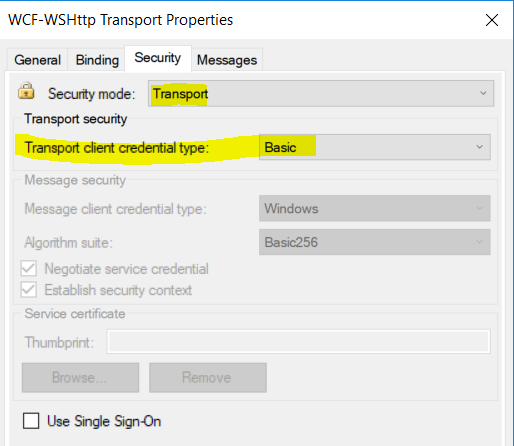 WCF-WSHttp Transport Properties
General Binding Security Messages
Security mode: Transport
Transport security
Transport client credential type: Basic
Message security
Message client credential type: Windows
Algorithm suite: Basic256
Negotiate service credential
Establish security context
Service certificate
Thumbprint:
Browse... Remove
Use Single Sign-On